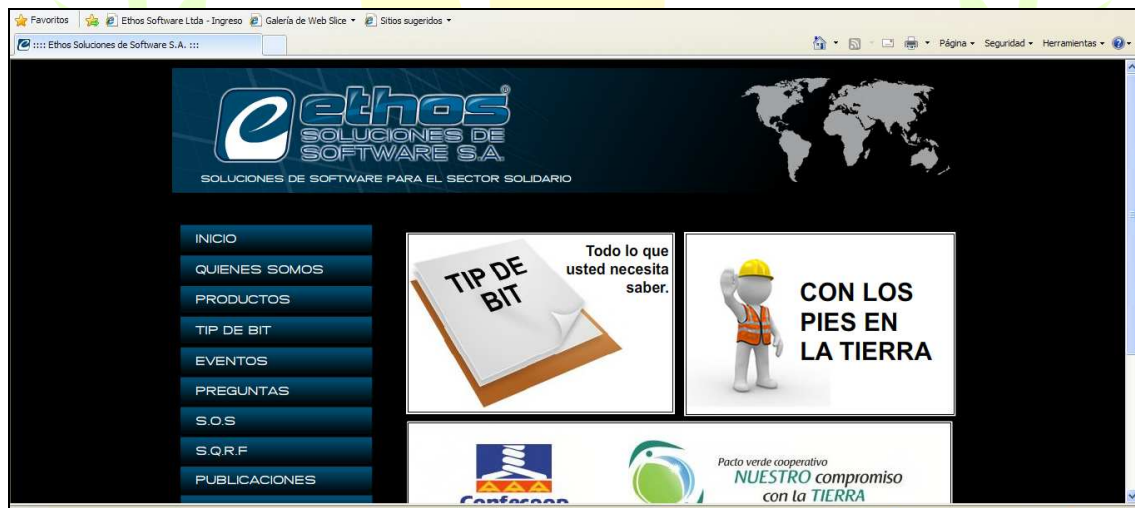 Favoritos Ethos Software Ltda - Ingreso Galería de Web Slice Sitios sugeridos
:::: Ethos Soluciones de Software S.A. ::: Página Seguridad Herramientas
e ethos®
SOLUCIONES DE
SOFTWARE S.A.
SOLUCIONES DE SOFTWARE PARA EL SECTOR SOLIDARIO
INICIO
QUIENES SOMOS
PRODUCTOS
TIP DE BIT
EVENTOS
PREGUNTAS
S.O.S
S.Q.R.F
PUBLICACIONES
TIP DE
BIT
Todo lo que
usted necesita
saber.
CON LOS
PIES EN
LA TIERRA
Confecoop
Pacto verde cooperativo
NUESTRO compromiso
con la TIERRA